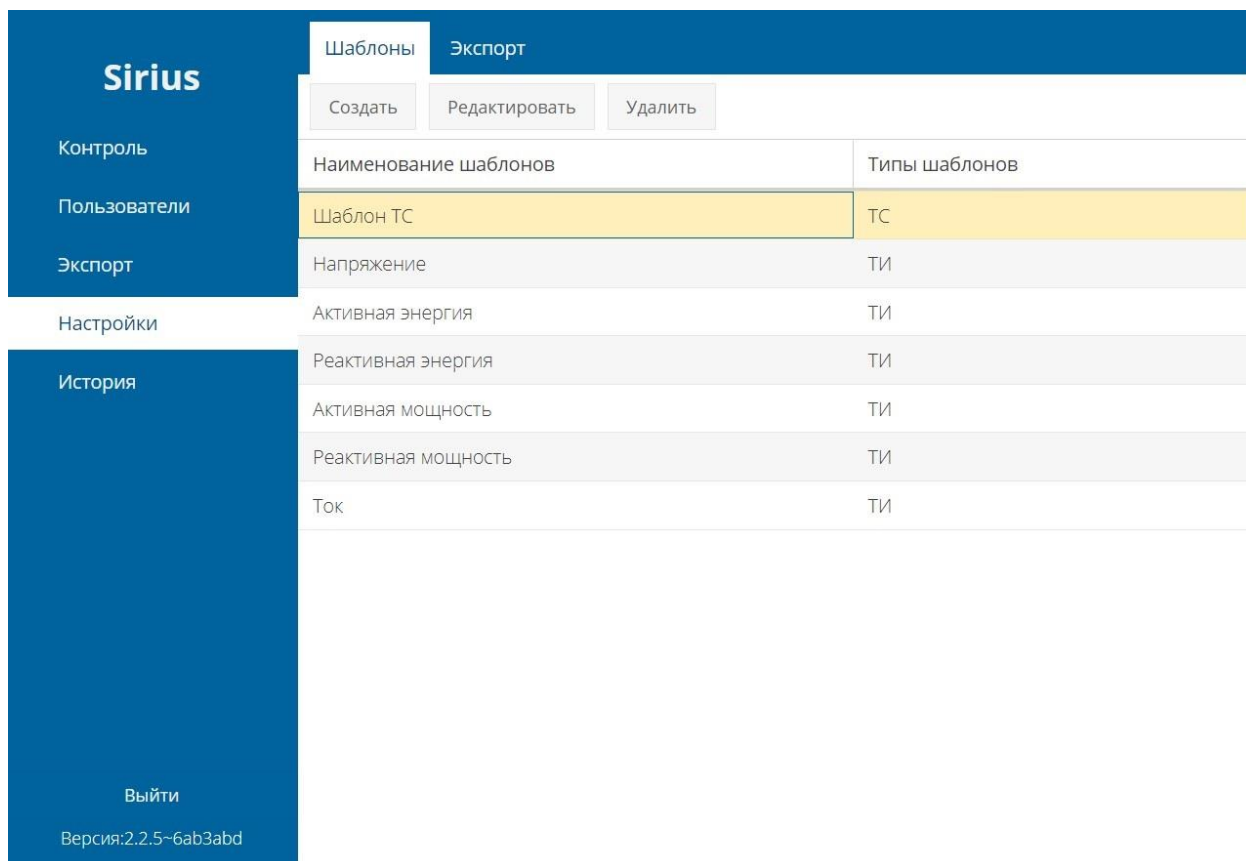 Sirius
Контроль
Пользователи
Экспорт
Настройки
История
Выйти
Версия:2.2.5~6ab3abd
Шаблоны Экспорт
Создать Редактировать Удалить
Наименование шаблонов Типы шаблонов
Шаблон ТС ТС
Напряжение ТИ
Активная энергия ТИ
Реактивная энергия ТИ
Активная мощность ТИ
Реактивная мощность ТИ
Ток ТИ